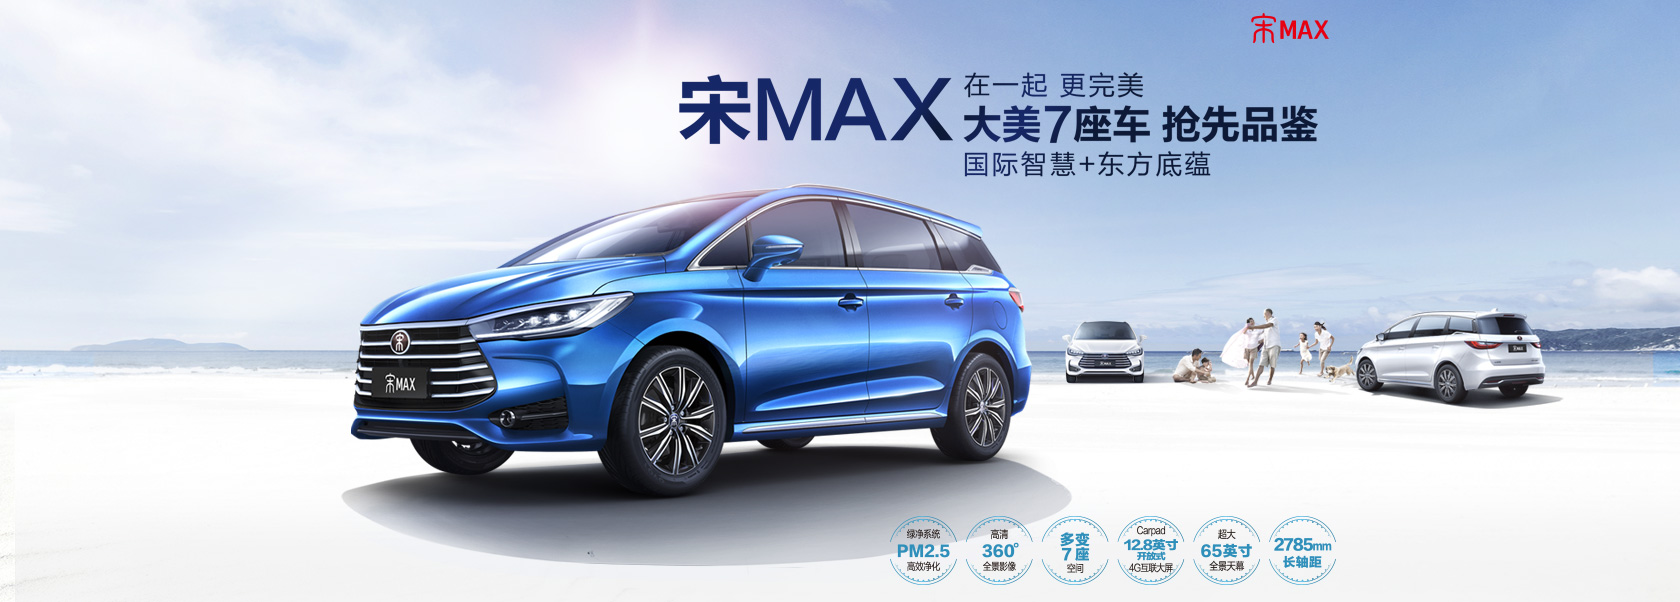 宋MAX
宋MAX
在一起 更完美
大美7座车 抢先品鉴
国际智慧+东方底蕴
宋
宋MAX
绿净系统
PM2.5
高效净化
高清
360°
全景影像
多变
7座
空间
Carpad
12.8英寸
开放式
4G互联大屏
超大
65英寸
全景天幕
2785mm
长轴距